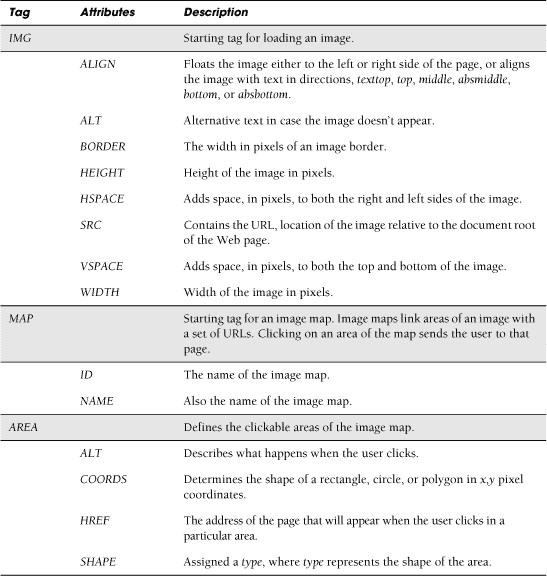 Tag Attributes Description
IMG Starting tag for loading an image.
ALIGN Floats the image either to the left or right side of the page, or aligns
the image with text in directions, texttop, top, middle, absmiddle,
bottom, or absbottom.
ALT Alternative text in case the image doesn't appear.
BORDER The width in pixels of an image border.
HEIGHT Height of the image in pixels.
HSPACE Adds space, in pixels, to both the right and left sides of the image.
SRC Contains the URL, location of the image relative to the document root
of the Web page.
VSPACE Adds space, in pixels, to both the top and bottom of the image.
WIDTH Width of the image in pixels.
MAP Starting tag for an image map. Image maps link areas of an image with
a set of URLs. Clicking on an area of the map sends the user to that
page.
ID The name of the image map.
NAME Also the name of the image map.
AREA Defines the clickable areas of the image map.
ALT Describes what happens when the user clicks.
COORDS Determines the shape of a rectangle, circle, or polygon in x,y pixel
coordinates.
HREF The address of the page that will appear when the user clicks in a
particular area.
SHAPE Assigned a type, where type represents the shape of the area.